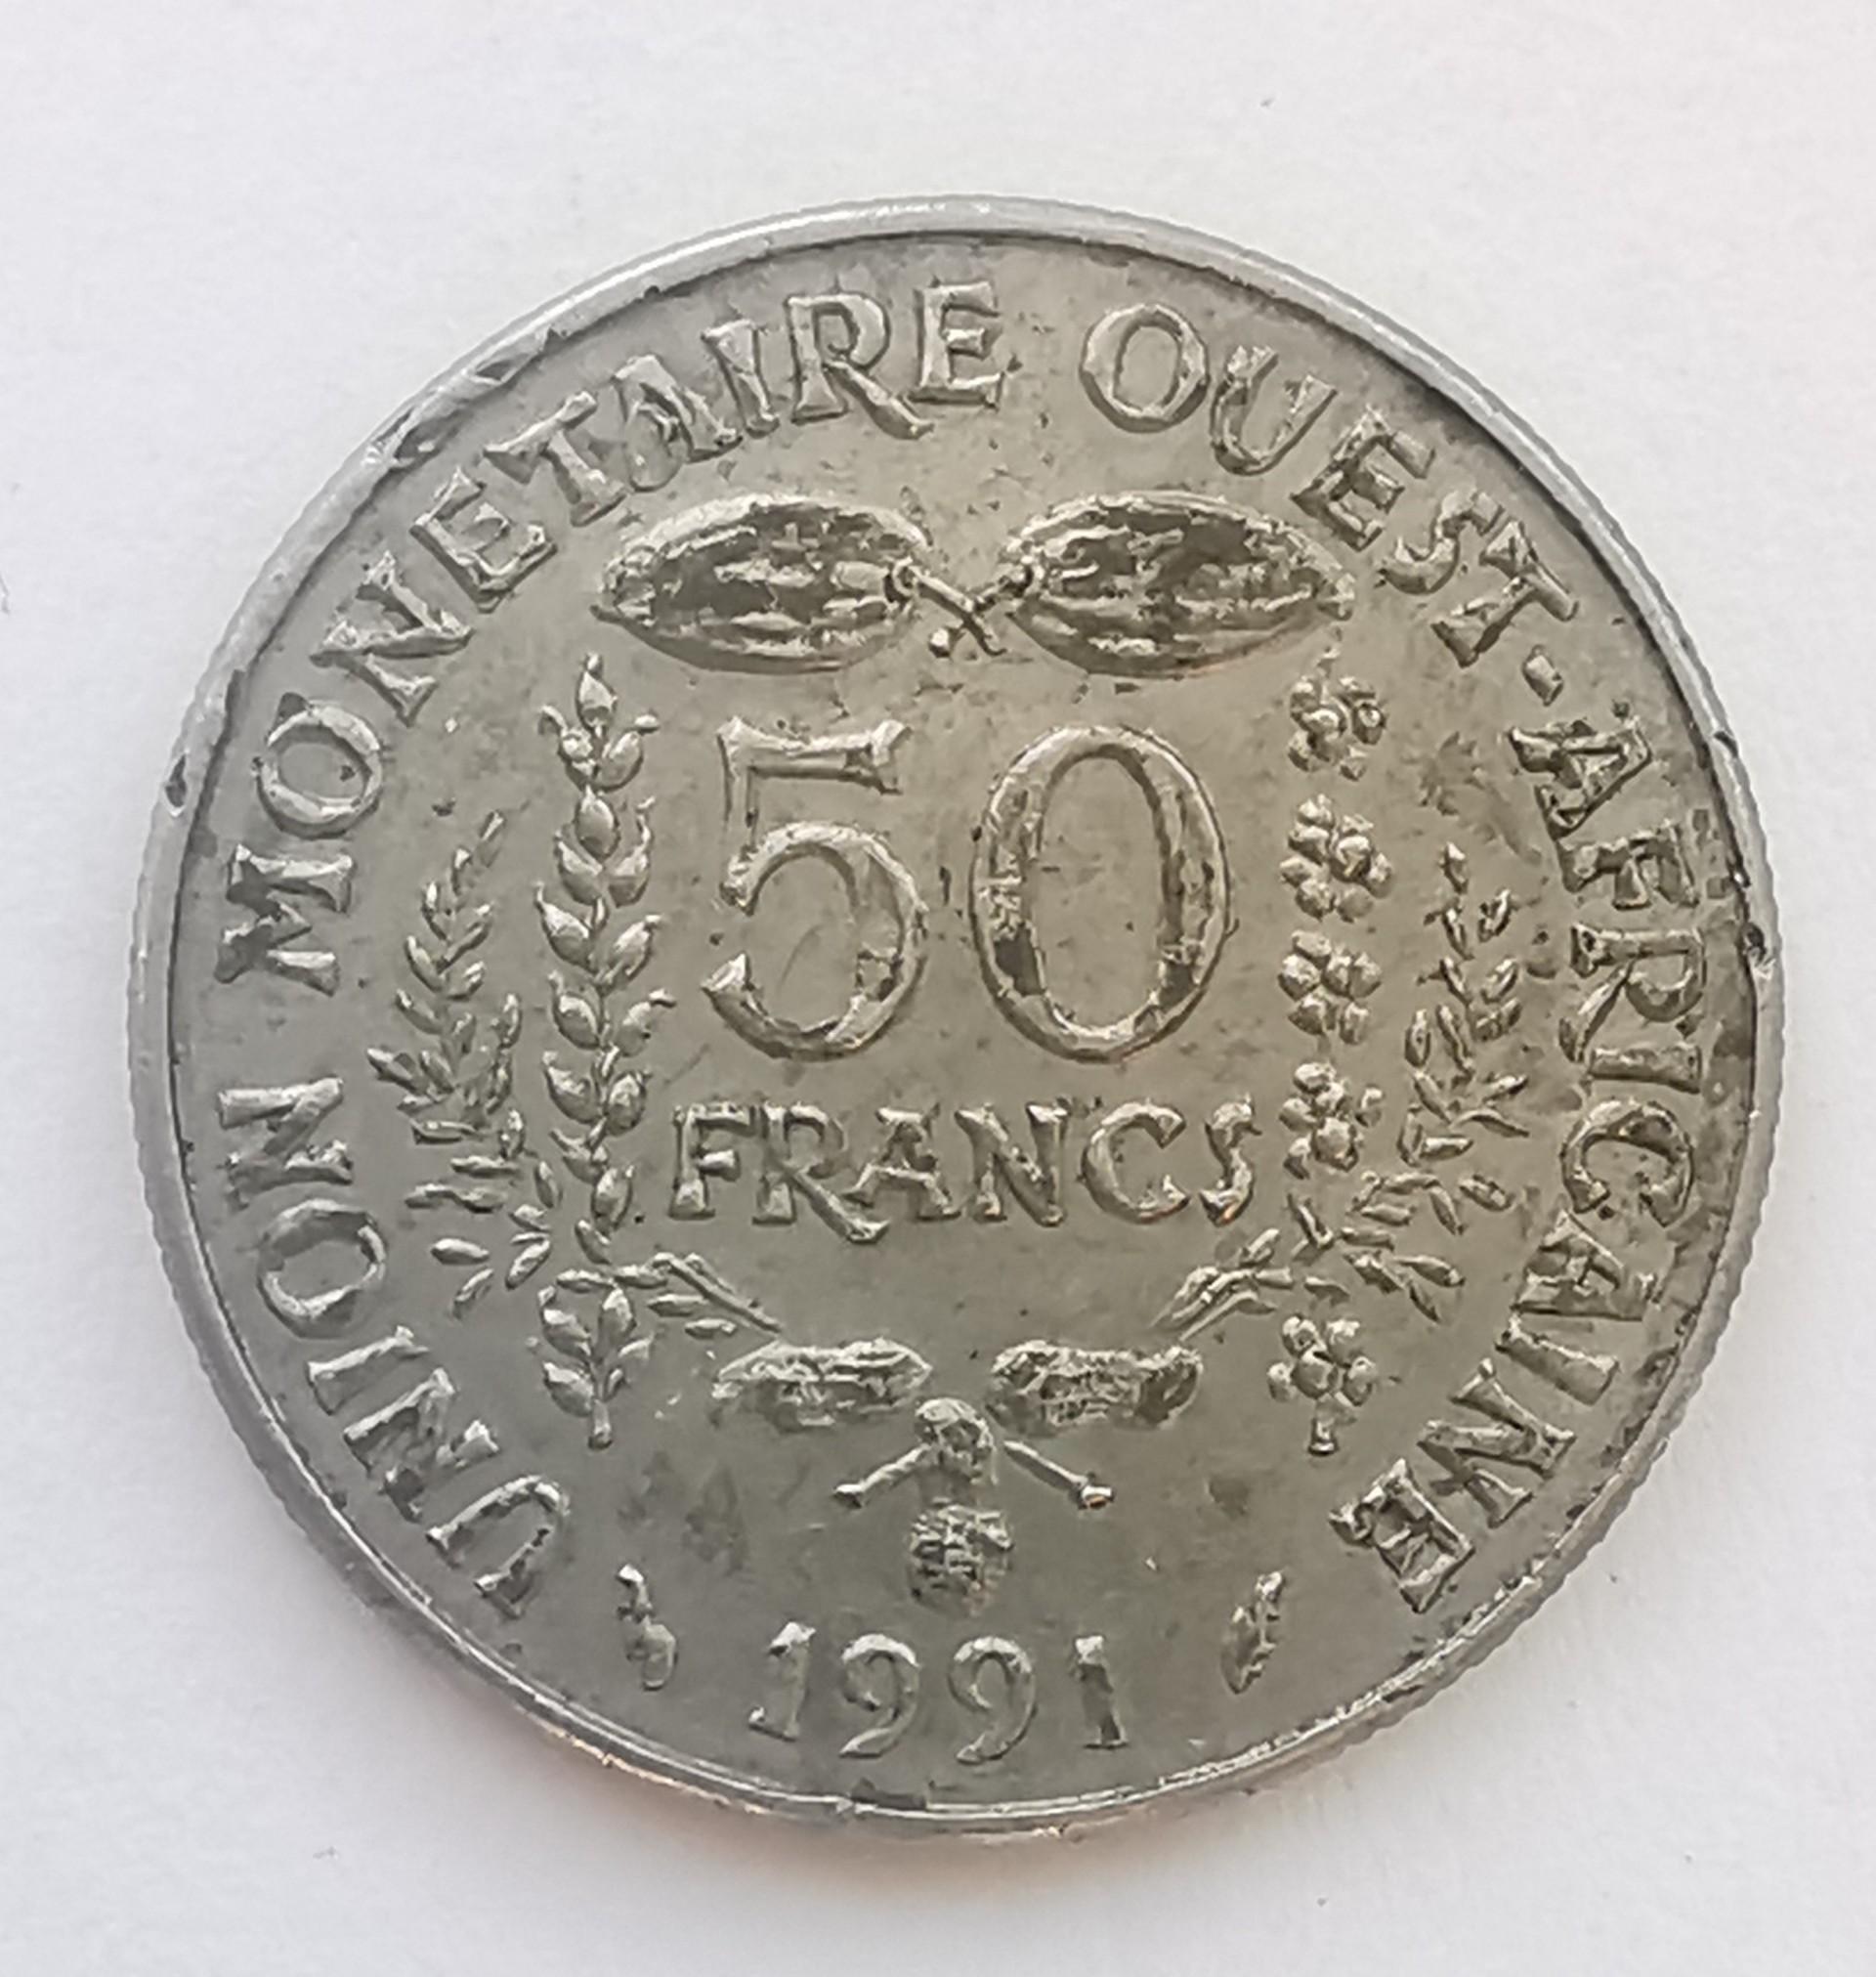 UNION MONETAIRE OUEST-AFRICAINE
50
FRANCS
1991